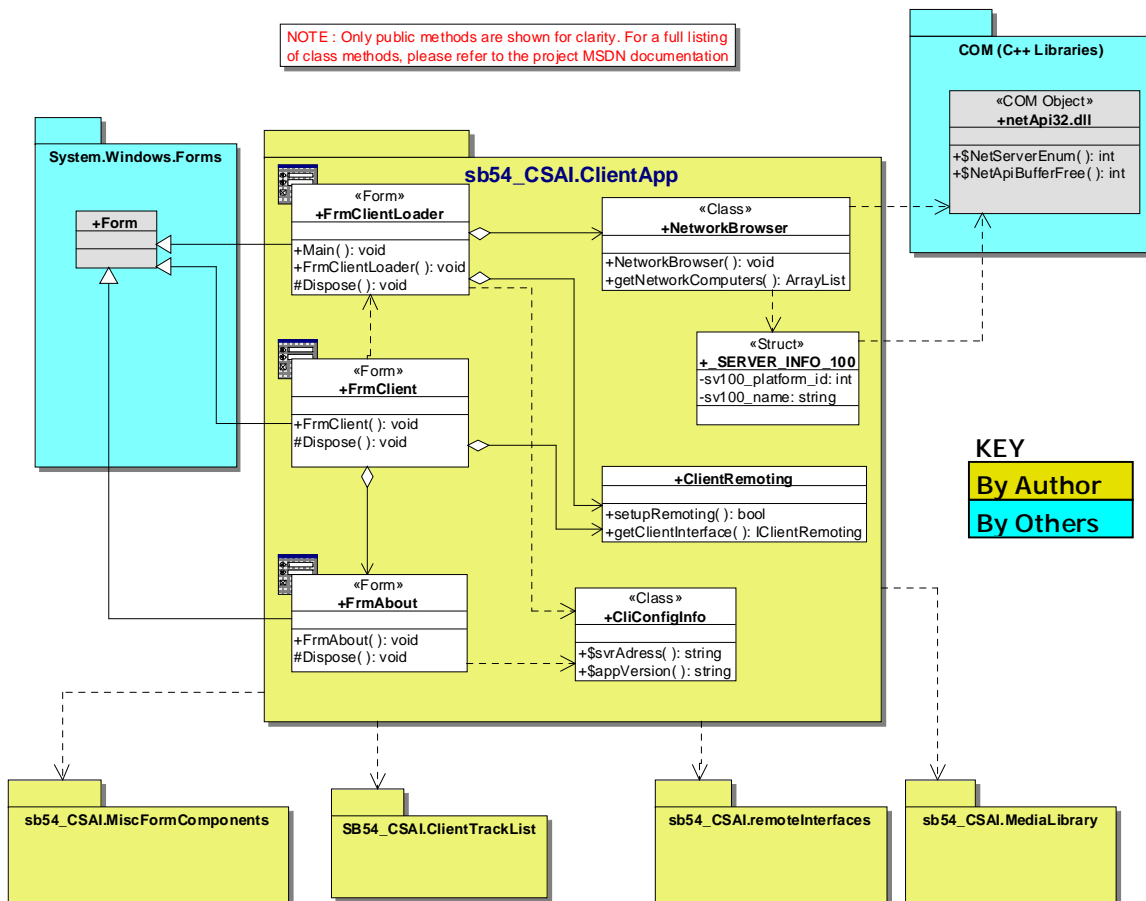 NOTE : Only public methods are shown for clarity. For a full listing
of class methods, please refer to the project MSDN documentation
COM (C++ Libraries)
«COM Object»
+netApi32.dll
+$NetServerEnum( ): int
+$NetApiBufferFree( ): int
System.Windows.Forms
+Form
sb54_CSAI.ClientApp
«Form»
+FrmClientLoader
+Main( ): void
+FrmClientLoader( ): void
#Dispose( ): void
«Class»
+NetworkBrowser
+NetworkBrowser( ): void
+getNetworkComputers( ): ArrayList
«Struct»
+_SERVER_INFO_100
-sv100_platform_id: int
-sv100_name: string
«Form»
+FrmClient
+FrmClient( ): void
#Dispose( ): void
+ClientRemoting
+setupRemoting( ): bool
+getClientInterface( ): IClientRemoting
KEY
By Author
By Others
«Form»
+FrmAbout
+FrmAbout( ): void
#Dispose( ): void
«Class»
+CliConfigInfo
+$svrAdress( ): string
+$appVersion( ): string
sb54_CSAI.MiscFormComponents
SB54_CSAI.ClientTrackList
sb54_CSAI.remoteInterfaces
sb54_CSAI.MediaLibrary